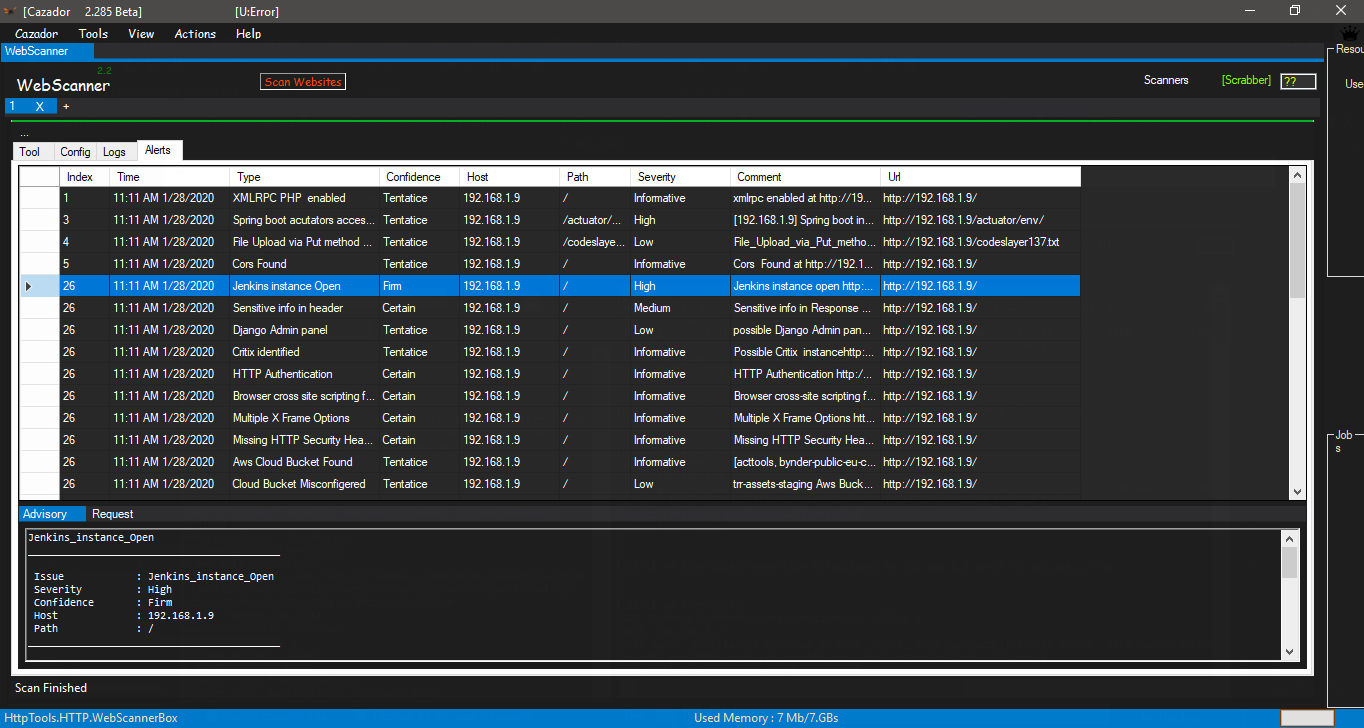 [Cazador 2.285 Beta] [U:Error]
Cazador Tools View Actions Help
WebScanner
2.2
WebScanner
Scan Websites
Scanners [Scrabber] ??
Resou
Use
1 X +
...
Tool Config Logs Alerts
Index Time Type Confidence Host Path Severity Comment Url
1 11:11 AM 1/28/2020 XMLRPC PHP enabled Tentatice 192.168.1.9 / Informative xmlrpc enabled at http://19... http://192.168.1.9/
3 11:11 AM 1/28/2020 Spring boot acutators acces... Tentatice 192.168.1.9 /actuator/... High [192.168.1.9] Spring boot in... http://192.168.1.9/actuator/env/
4 11:11 AM 1/28/2020 File Upload via Put method ... Tentatice 192.168.1.9 /codeslaye... Low File_Upload_via_Put_metho... http://192.168.1.9/codeslayer137.txt
5 11:11 AM 1/28/2020 Cors Found Tentatice 192.168.1.9 / Informative Cors Found at http://192.1... http://192.168.1.9/
26 11:11 AM 1/28/2020 Jenkins instance Open Firm 192.168.1.9 / High Jenkins instance open http:... http://192.168.1.9/
26 11:11 AM 1/28/2020 Sensitive info in header Certain 192.168.1.9 / Medium Sensitive info in Response ... http://192.168.1.9/
26 11:11 AM 1/28/2020 Django Admin panel Tentatice 192.168.1.9 / Low possible Django Admin pan... http://192.168.1.9/
26 11:11 AM 1/28/2020 Critix identified Tentatice 192.168.1.9 / Informative Possible Critix instancehttp:... http://192.168.1.9/
26 11:11 AM 1/28/2020 HTTP Authentication Certain 192.168.1.9 / Informative HTTP Authentication http:/... http://192.168.1.9/
26 11:11 AM 1/28/2020 Browser cross site scripting f... Certain 192.168.1.9 / Informative Browser cross-site scripting f... http://192.168.1.9/
26 11:11 AM 1/28/2020 Multiple X Frame Options Certain 192.168.1.9 / Informative Multiple X Frame Options htt... http://192.168.1.9/
26 11:11 AM 1/28/2020 Missing HTTP Security Hea... Certain 192.168.1.9 / Informative Missing HTTP Security Hea... http://192.168.1.9/
26 11:11 AM 1/28/2020 Aws Cloud Bucket Found Tentatice 192.168.1.9 / Informative [acttools, bynder-public-eu-c... http://192.168.1.9/
26 11:11 AM 1/28/2020 Cloud Bucket Misconfigered Tentatice 192.168.1.9 / Low trr-assets-staging Aws Buck... http://192.168.1.9/
Job
s
Advisory Request
Jenkins_instance_Open
Issue : Jenkins_instance_Open
Severity : High
Confidence : Firm
Host : 192.168.1.9
Path : /
Scan Finished
HttpTools.HTTP.WebScannerBox Used Memory : 7 Mb/7.GBs